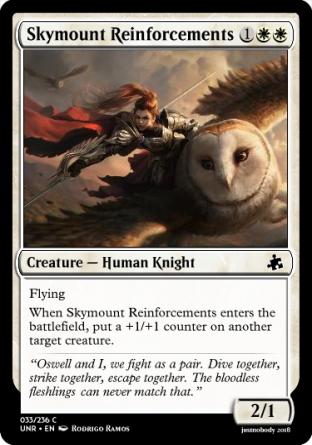 Skymount Reinforcements 1
Creature — Human Knight
Flying
When Skymount Reinforcements enters the
battlefield, put a +1/+1 counter on another
target creature.
“Oswell and I, we fight as a pair. Dive together,
strike together, escape together. The bloodless
fleshlings can never match that.”
2/1
033/236 C
UNR • EN Rodrigo Ramos
justnobody 2018